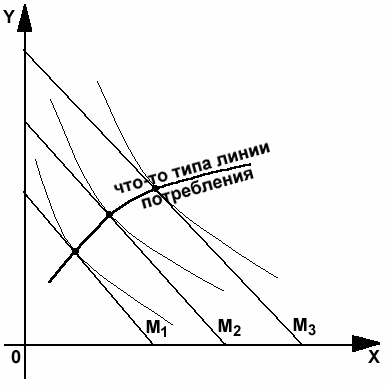 Y
что-то типа линии
потребления
M1
M2
M3
0
X